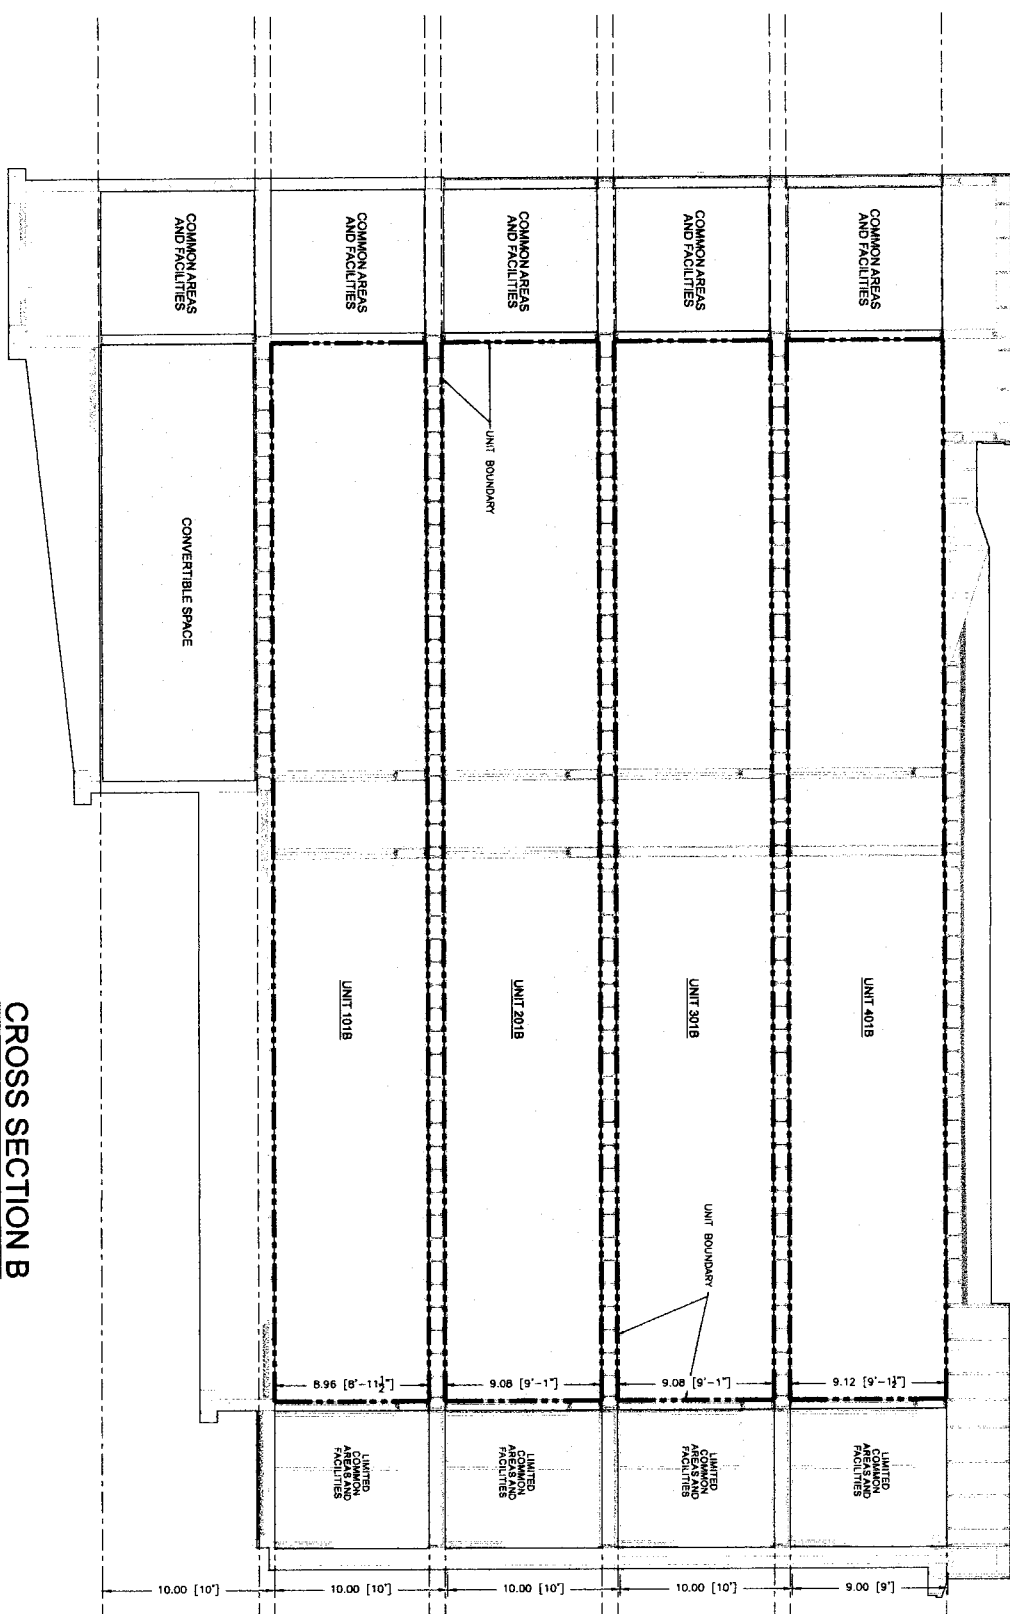 COMMON AREAS
AND FACILITIES
COMMON AREAS
AND FACILITIES
COMMON AREAS
AND FACILITIES
COMMON AREAS
AND FACILITIES
COMMON AREAS
AND FACILITIES
UNIT BOUNDARY
CONVERTIBLE SPACE
UNIT 401B
UNIT 301B
UNIT 201B
UNIT 101B
UNIT BOUNDARY
9.12 [9'-1½"]
9.08 [9'-1"]
9.08 [9'-1"]
8.96 [8'-11½"]
LIMITED
COMMON
AREAS AND
FACILITIES
LIMITED
COMMON
AREAS AND
FACILITIES
LIMITED
COMMON
AREAS AND
FACILITIES
LIMITED
COMMON
AREAS AND
FACILITIES
9.00 [9']
10.00 [10']
10.00 [10']
10.00 [10']
10.00 [10']
CROSS SECTION B